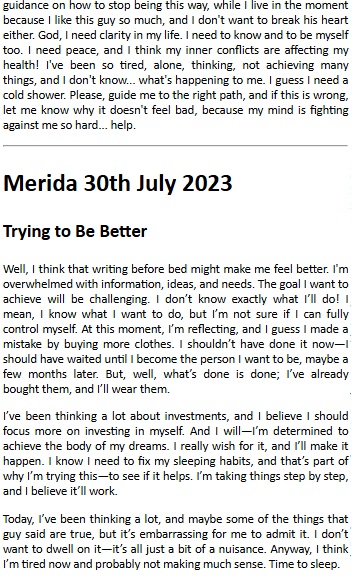 guidance on how to stop being this way, while I live in the moment
because I like this guy so much, and I don't want to break his heart
either. God, I need clarity in my life. I need to know and to be myself
too. I need peace, and I think my inner conflicts are affecting my
health! I've been so tired, alone, thinking, not achieving many
things, and I don't know... what's happening to me. I guess I need a
cold shower. Please, guide me to the right path, and if this is wrong,
let me know why it doesn't feel bad, because my mind is fighting
against me so hard... help.
Merida 30th July 2023
Trying to Be Better
Well, I think that writing before bed might make me feel better. I'm
overwhelmed with information, ideas, and needs. The goal I want to
achieve will be challenging. I don't know exactly what I'll do! I
mean, I know what I want to do, but I'm not sure if I can fully
control myself. At this moment, I'm reflecting, and I guess I made a
mistake by buying more clothes. I shouldn't have done it now—I
should have waited until I become the person I want to be, maybe a
few months later. But, well, what's done is done; I've already
bought them, and I'll wear them.
I've been thinking a lot about investments, and I believe I should
focus more on investing in myself. And I will—I'm determined to
achieve the body of my dreams. I really wish for it, and I'll make it
happen. I know I need to fix my sleeping habits, and that's part of
why I'm trying this—to see if it helps. I'm taking things step by step,
and I believe it'll work.
Today, I've been thinking a lot, and maybe some of the things that
guy said are true, but it's embarrassing for me to admit it. I don't
want to dwell on it—it's all just a bit of a nuisance. Anyway, I think
I'm tired now and probably not making much sense. Time to sleep.